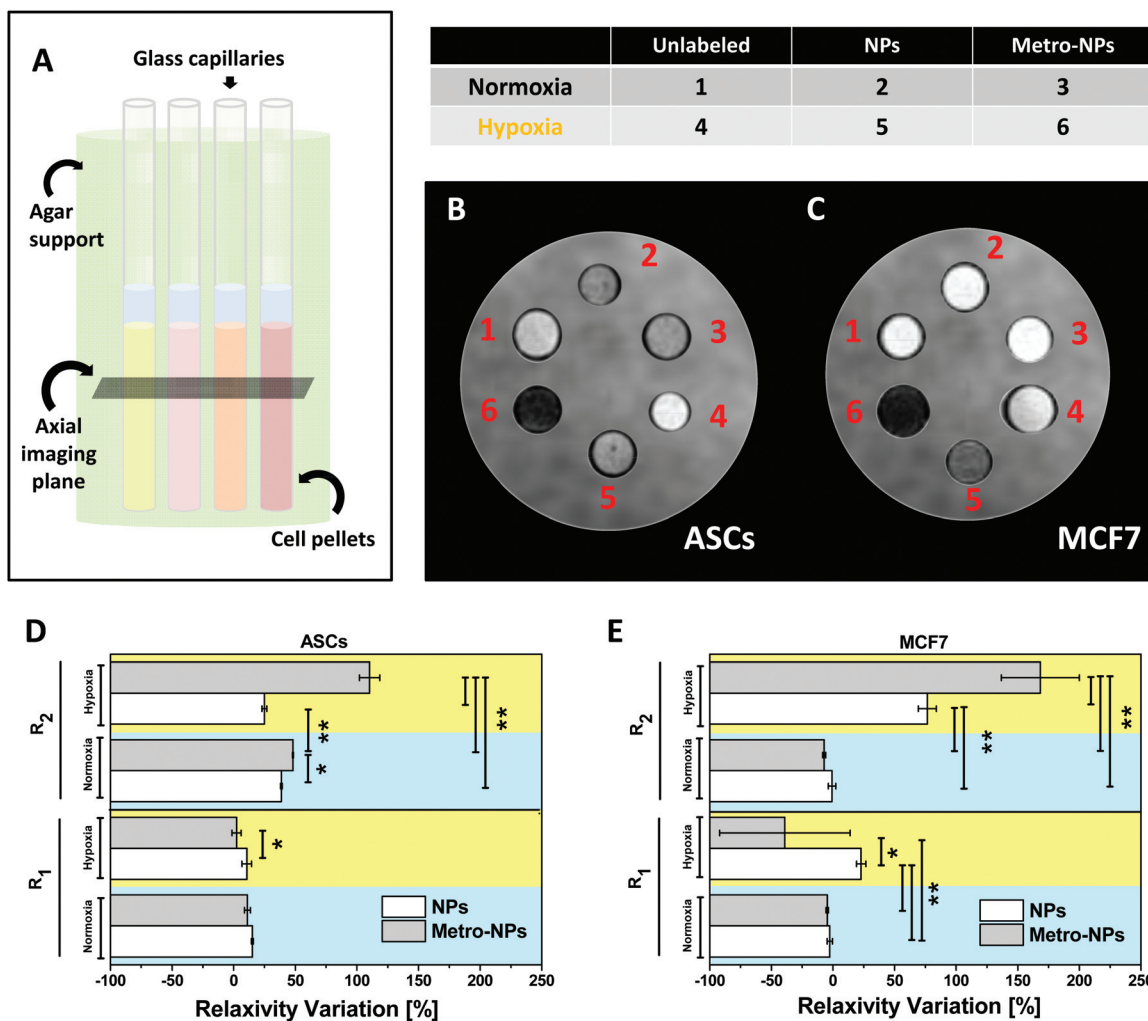 A
Glass capillaries
Agar
support
Axial
imaging
plane
Cell pellets
Unlabeled NPs Metro-NPs
Normoxia 1 2 3
Hypoxia 4 5 6
B
2
1
3
6
4
5
ASCs
C
2
1
3
6
4
5
MCF7
D
ASCs
R2
Hypoxia
Normoxia
R1
Hypoxia
Normoxia
**
**
*
*
NPs
Metro-NPs
-100 -50 0 50 100 150 200 250
Relaxivity Variation [%]
E
MCF7
R2
Hypoxia
Normoxia
R1
Hypoxia
Normoxia
**
**
*
**
NPs
Metro-NPs
-100 -50 0 50 100 150 200 250
Relaxivity Variation [%]